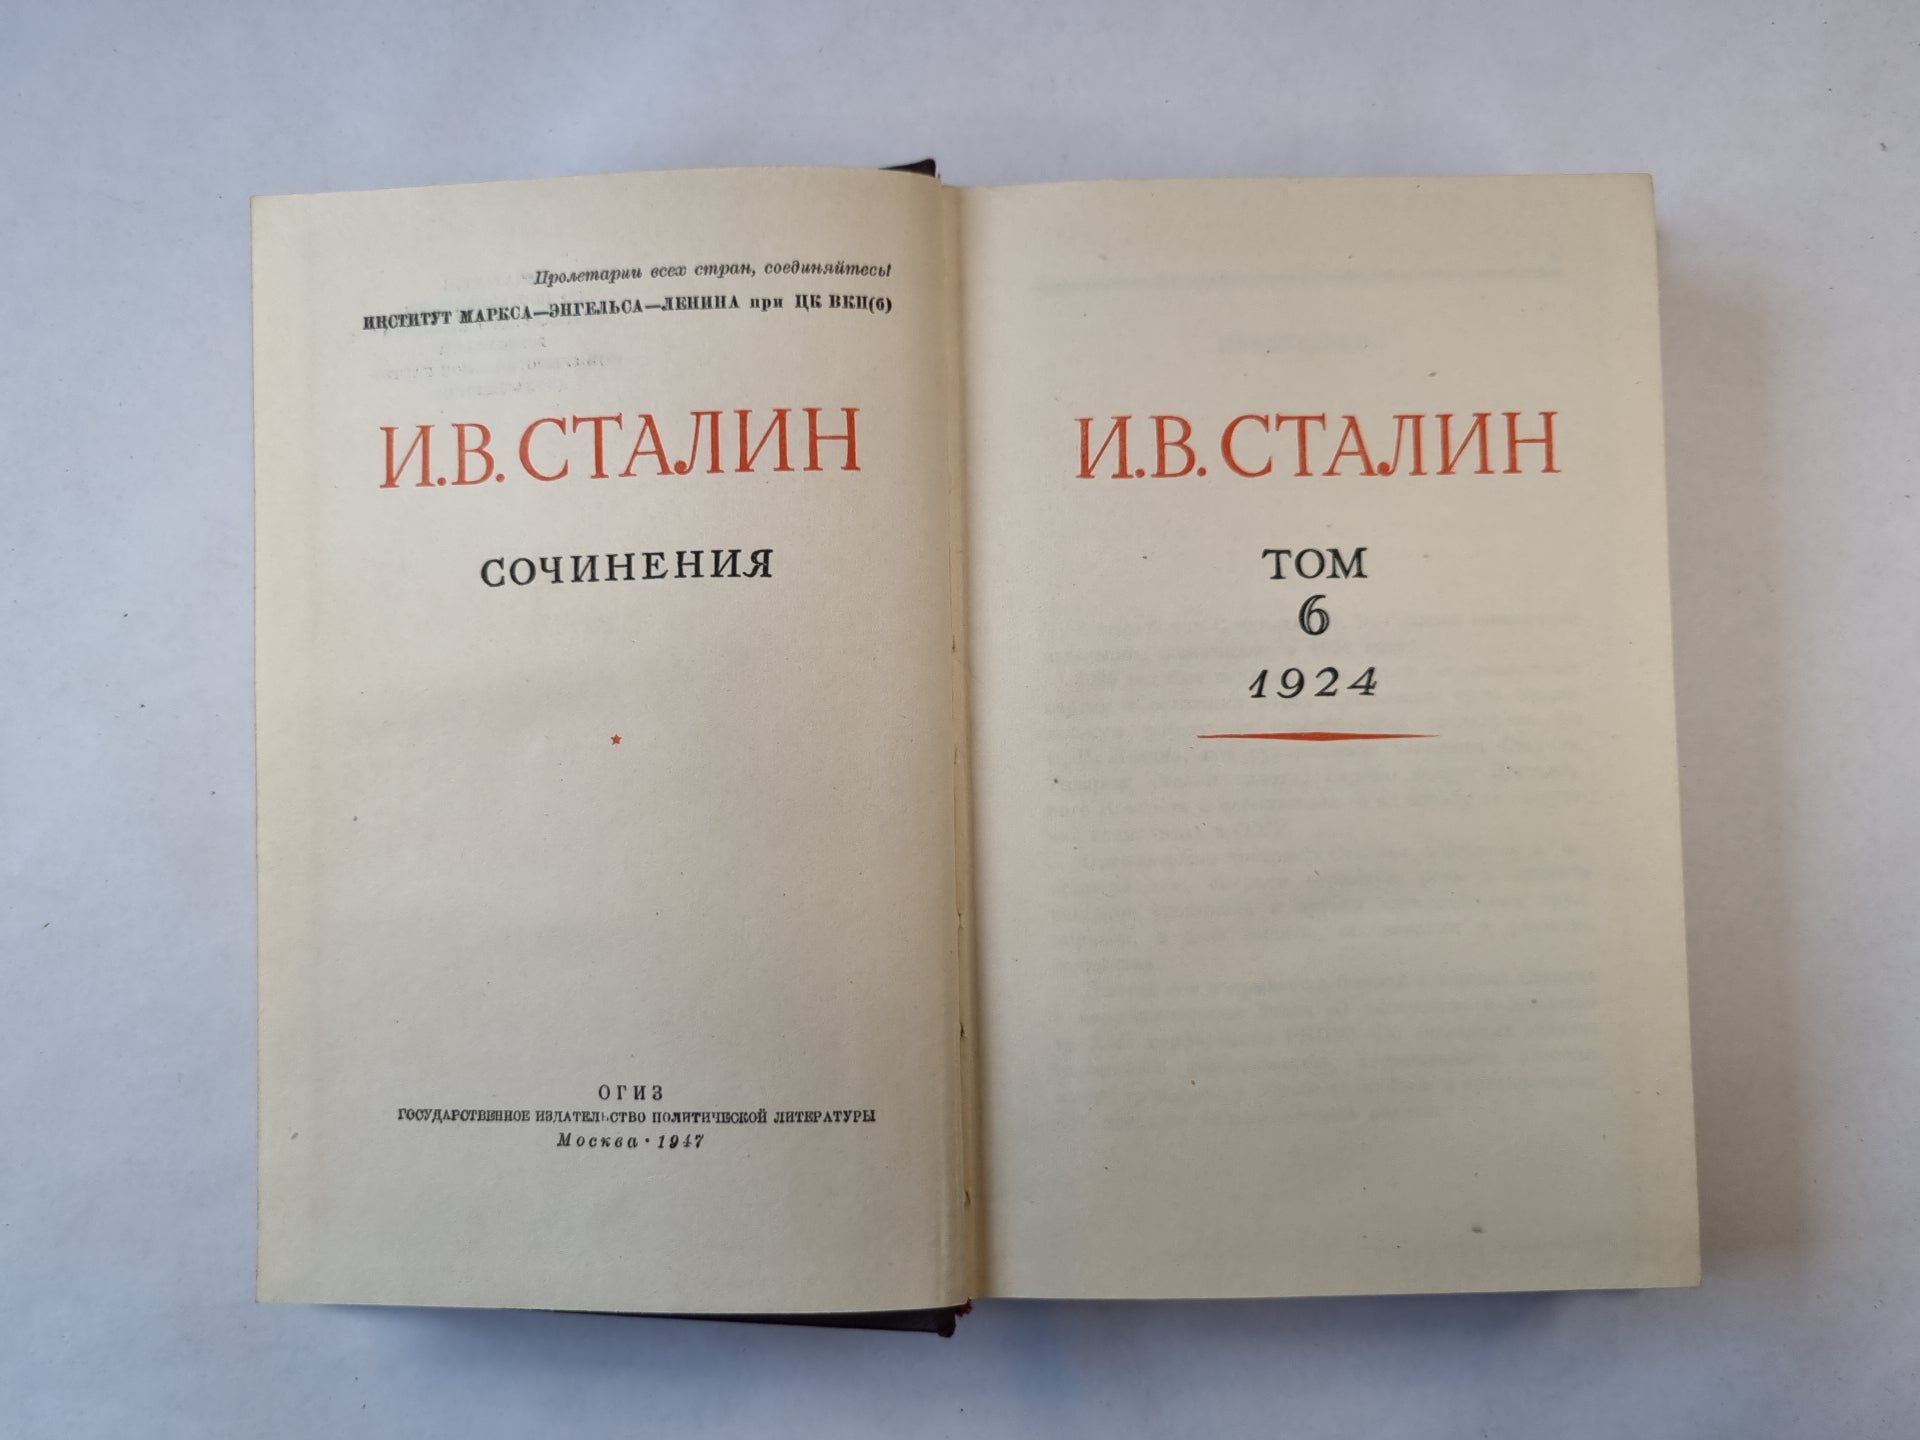 Пролетарии всех стран, соединяйтесь!
ИНСТИТУТ МАРКСА—ЭНГЕЛЬСА—ЛЕНИНА при ЦК ВКП(б)
И.В.СТАЛИН
СОЧИНЕНИЯ
ОГИЗ
ГОСУДАРСТВЕННОЕ ИЗДАТЕЛЬСТВО ПОЛИТИЧЕСКОЙ ЛИТЕРАТУРЫ
Москва · 1947
И.В.СТАЛИН
ТОМ
6
1924